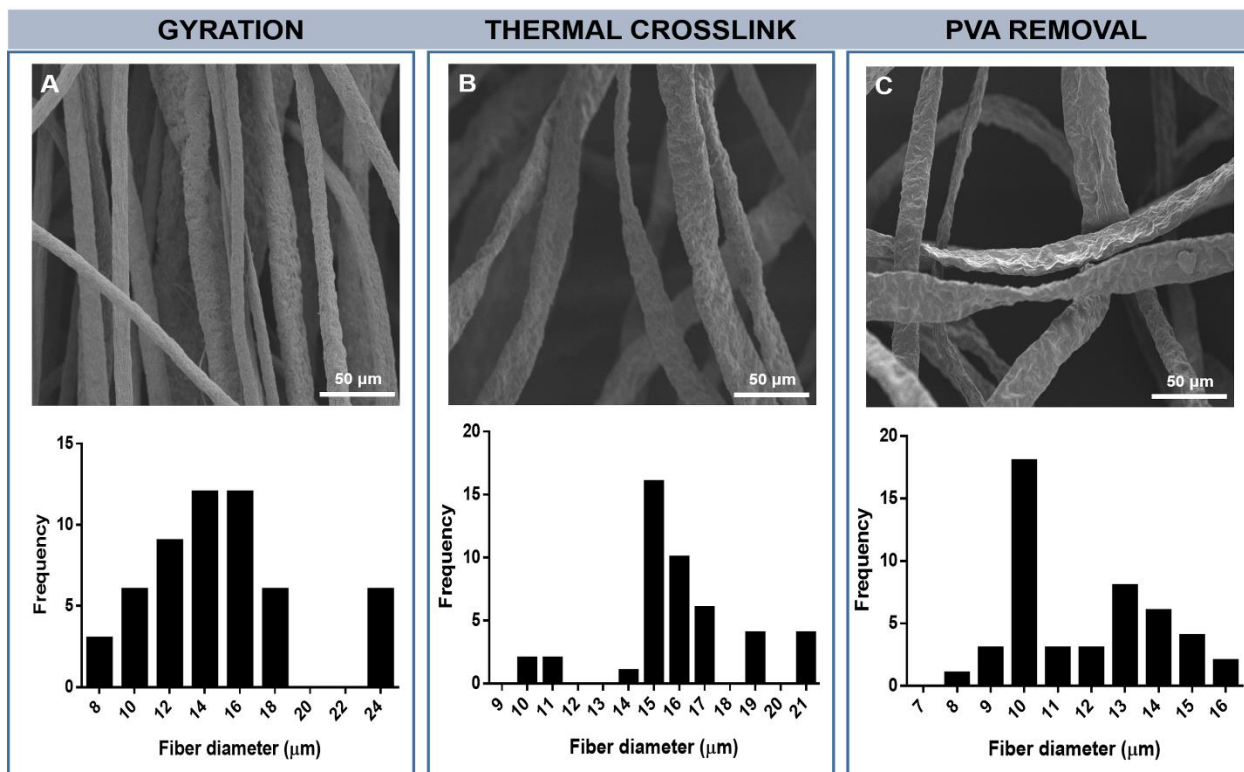 GYRATION
THERMAL CROSSLINK
PVA REMOVAL
A
50 µm
B
50 µm
C
50 µm
15
10
5
0
Frequency
8 10 12 14 16 18 20 22 24
Fiber diameter (µm)
20
15
10
5
0
Frequency
9 10 11 12 13 14 15 16 17 18 19 20 21
Fiber diameter (µm)
20
15
10
5
0
Frequency
7 8 9 10 11 12 13 14 15 16
Fiber diameter (µm)